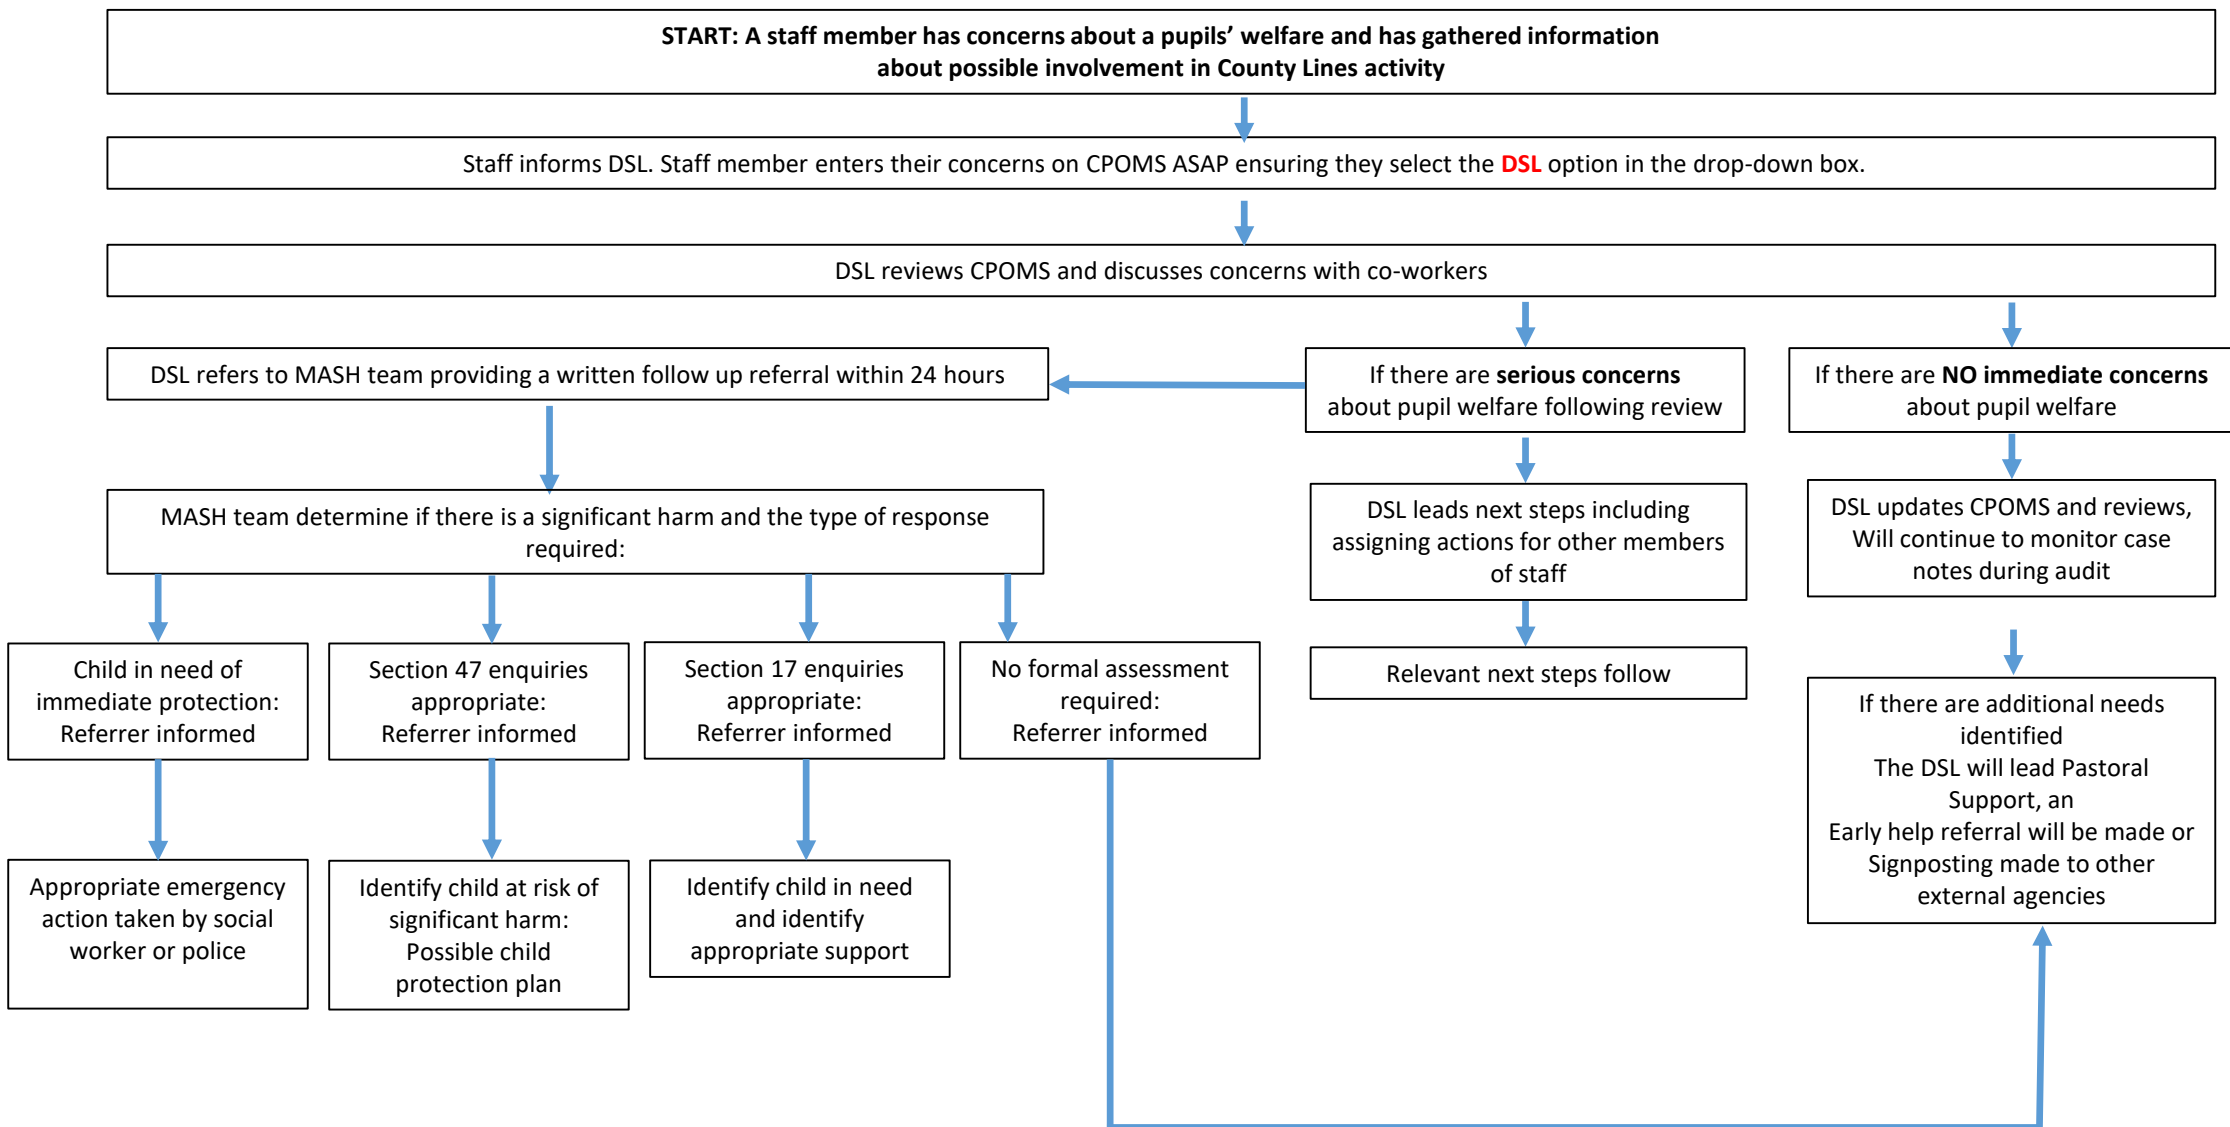 START: A staff member has concerns about a pupils’ welfare and has gathered information
about possible involvement in County Lines activity
Staff informs DSL. Staff member enters their concerns on CPOMS ASAP ensuring they select the DSL option in the drop-down box.
DSL reviews CPOMS and discusses concerns with co-workers
DSL refers to MASH team providing a written follow up referral within 24 hours
If there are serious concerns
about pupil welfare following review
If there are NO immediate concerns
about pupil welfare
MASH team determine if there is a significant harm and the type of response
required:
DSL leads next steps including
assigning actions for other members
of staff
DSL updates CPOMS and reviews,
Will continue to monitor case
notes during audit
Child in need of
immediate protection:
Referrer informed
Section 47 enquiries
appropriate:
Referrer informed
Section 17 enquiries
appropriate:
Referrer informed
No formal assessment
required:
Referrer informed
Relevant next steps follow
If there are additional needs
identified
The DSL will lead Pastoral
Support, an
Early help referral will be made or
Signposting made to other
external agencies
Appropriate emergency
action taken by social
worker or police
Identify child at risk of
significant harm:
Possible child
protection plan
Identify child in need
and identify
appropriate support